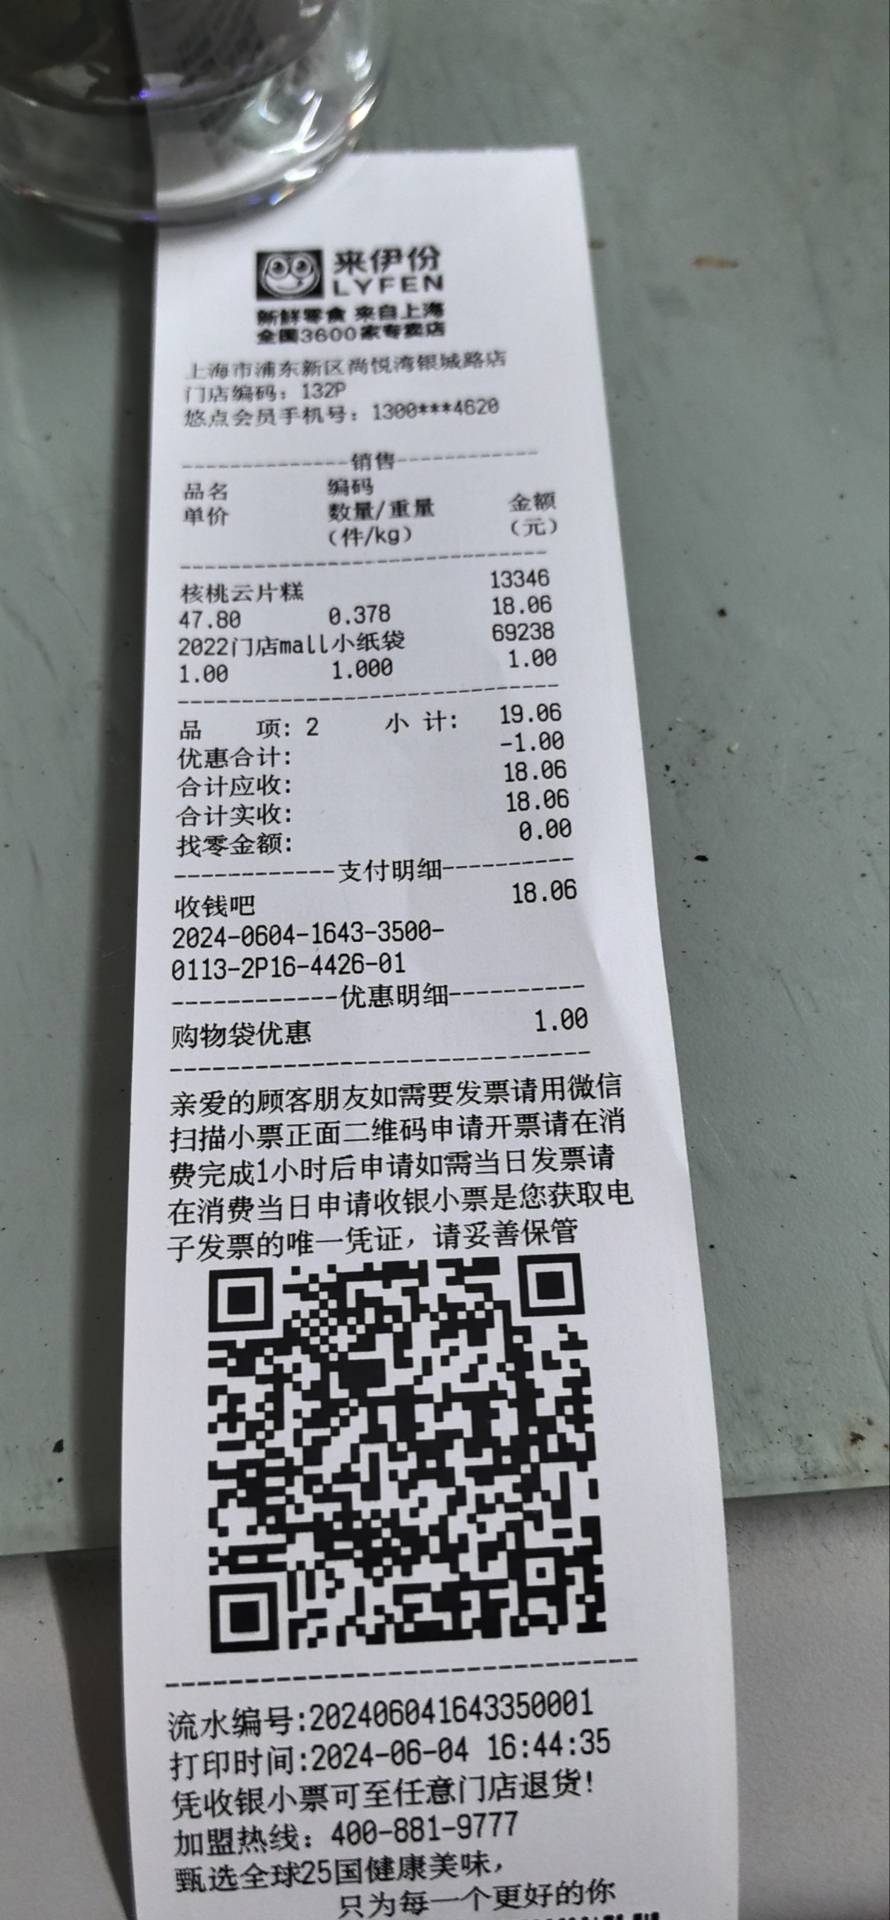 来伊份
LYFEN
新鲜零食 来自上海
全国3600家专卖店
上海市浦东新区尚悦湾银城路店
门店编码：132P
悠点会员手机号：1300***4620
------------销售------------
品名 编码
单价 数量/重量 金额
（件/kg） （元）
核桃云片糕 13346
47.80 0.378 18.06
2022门店mall小纸袋 69238
1.00 1.000 1.00
品 项: 2 小 计: 19.06
优惠合计: -1.00
合计应收: 18.06
合计实收: 18.06
找零金额: 0.00
------------支付明细----------
收钱吧 18.06
2024-0604-1643-3500-
0113-2P16-4426-01
------------优惠明细----------
购物袋优惠 1.00
亲爱的顾客朋友如需要发票请用微信
扫描小票正面二维码申请开票请在消
费完成1小时后申请如需当日发票请
在消费当日申请收银小票是您获取电
子发票的唯一凭证，请妥善保管
流水编号:202406041643350001
打印时间:2024-06-04 16:44:35
凭收银小票可至任意门店退货!
加盟热线：400-881-9777
甄选全球25国健康美味，
只为每一个更好的你